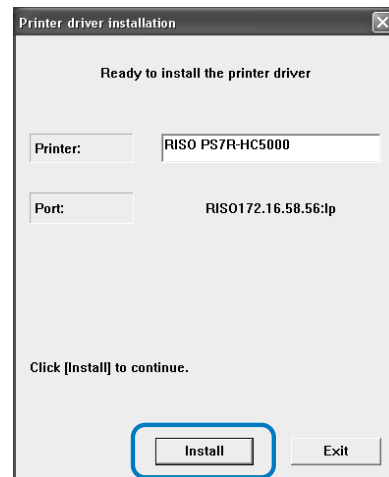 Printer driver installation
Ready to install the printer driver
Printer: RISO PS7R-HC5000
Port: RISO172.16.58.56:lp
Click [Install] to continue.
Install Exit